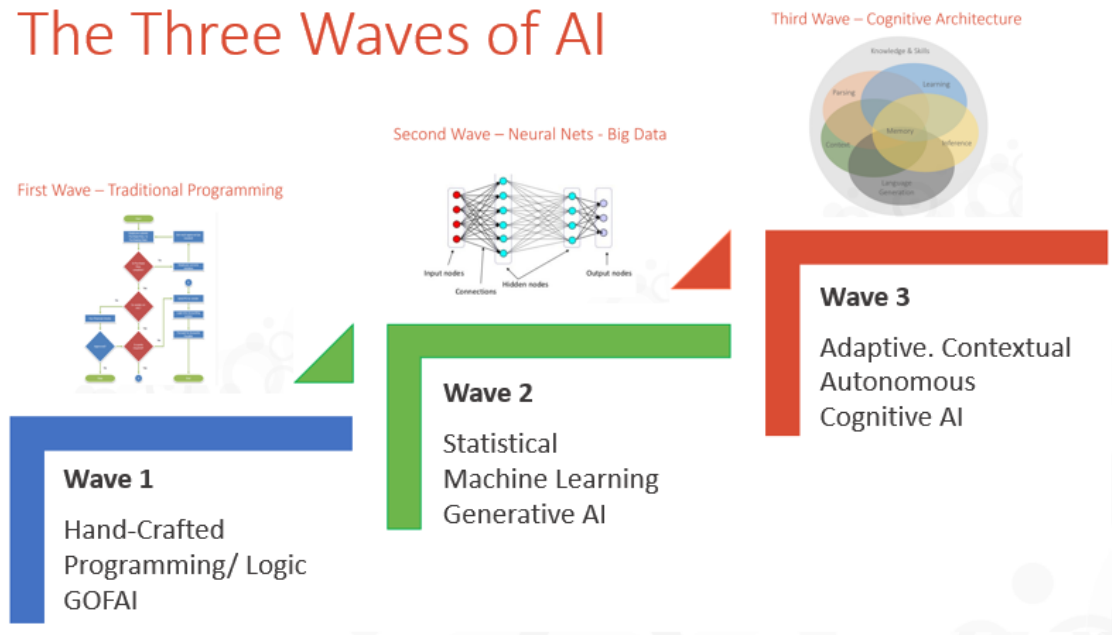 The Three Waves of AI
Third Wave – Cognitive Architecture
Knowledge & Skills
Learning
Parsing
Memory
Context
Inference
Language
Generation
Second Wave – Neural Nets - Big Data
Input nodes
Connections
Hidden nodes
Output nodes
First Wave – Traditional Programming
Wave 1
Hand-Crafted
Programming/ Logic
GOFAI
Wave 2
Statistical
Machine Learning
Generative AI
Wave 3
Adaptive. Contextual
Autonomous
Cognitive AI